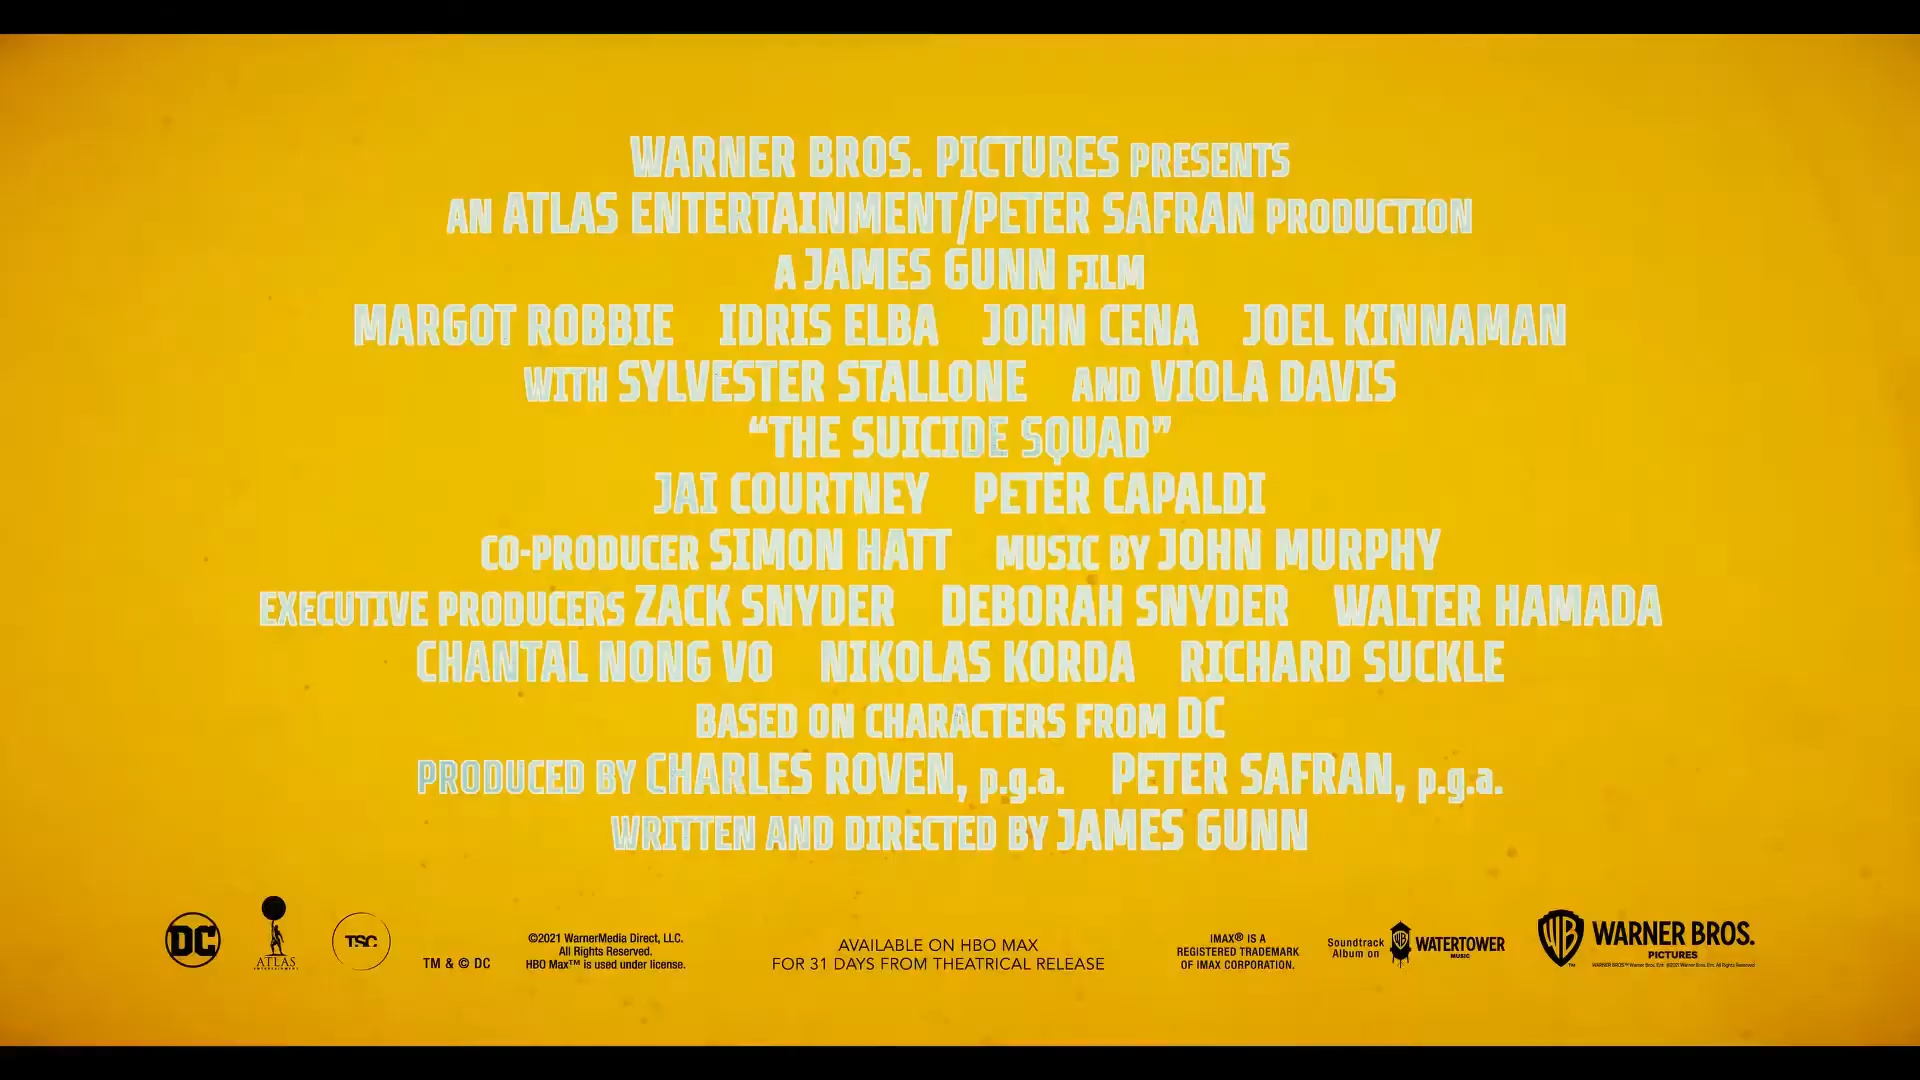 WARNER BROS. PICTURES PRESENTS
AN ATLAS ENTERTAINMENT/PETER SAFRAN PRODUCTION
A JAMES GUNN FILM
MARGOT ROBBIE IDRIS ELBA JOHN CENA JOEL KINNAMAN
WITH SYLVESTER STALLONE AND VIOLA DAVIS
“THE SUICIDE SQUAD”
JAI COURTNEY PETER CAPALDI
CO-PRODUCER SIMON HATT MUSIC BY JOHN MURPHY
EXECUTIVE PRODUCERS ZACK SNYDER DEBORAH SNYDER WALTER HAMADA
CHANTAL NONG VO NIKOLAS KORDA RICHARD SUCKLE
BASED ON CHARACTERS FROM DC
PRODUCED BY CHARLES ROVEN, p.g.a. PETER SAFRAN, p.g.a.
WRITTEN AND DIRECTED BY JAMES GUNN
DC
ATLAS
ENTERTAINMENT
TSC
TM & © DC
©2021 WarnerMedia Direct, LLC.
All Rights Reserved.
HBO Max™ is used under license.
AVAILABLE ON HBO MAX
FOR 31 DAYS FROM THEATRICAL RELEASE
IMAX® IS A
REGISTERED TRADEMARK
OF IMAX CORPORATION.
Soundtrack
Album on
WB
WATERTOWER
MUSIC
WB
TM
WARNER BROS.
PICTURES